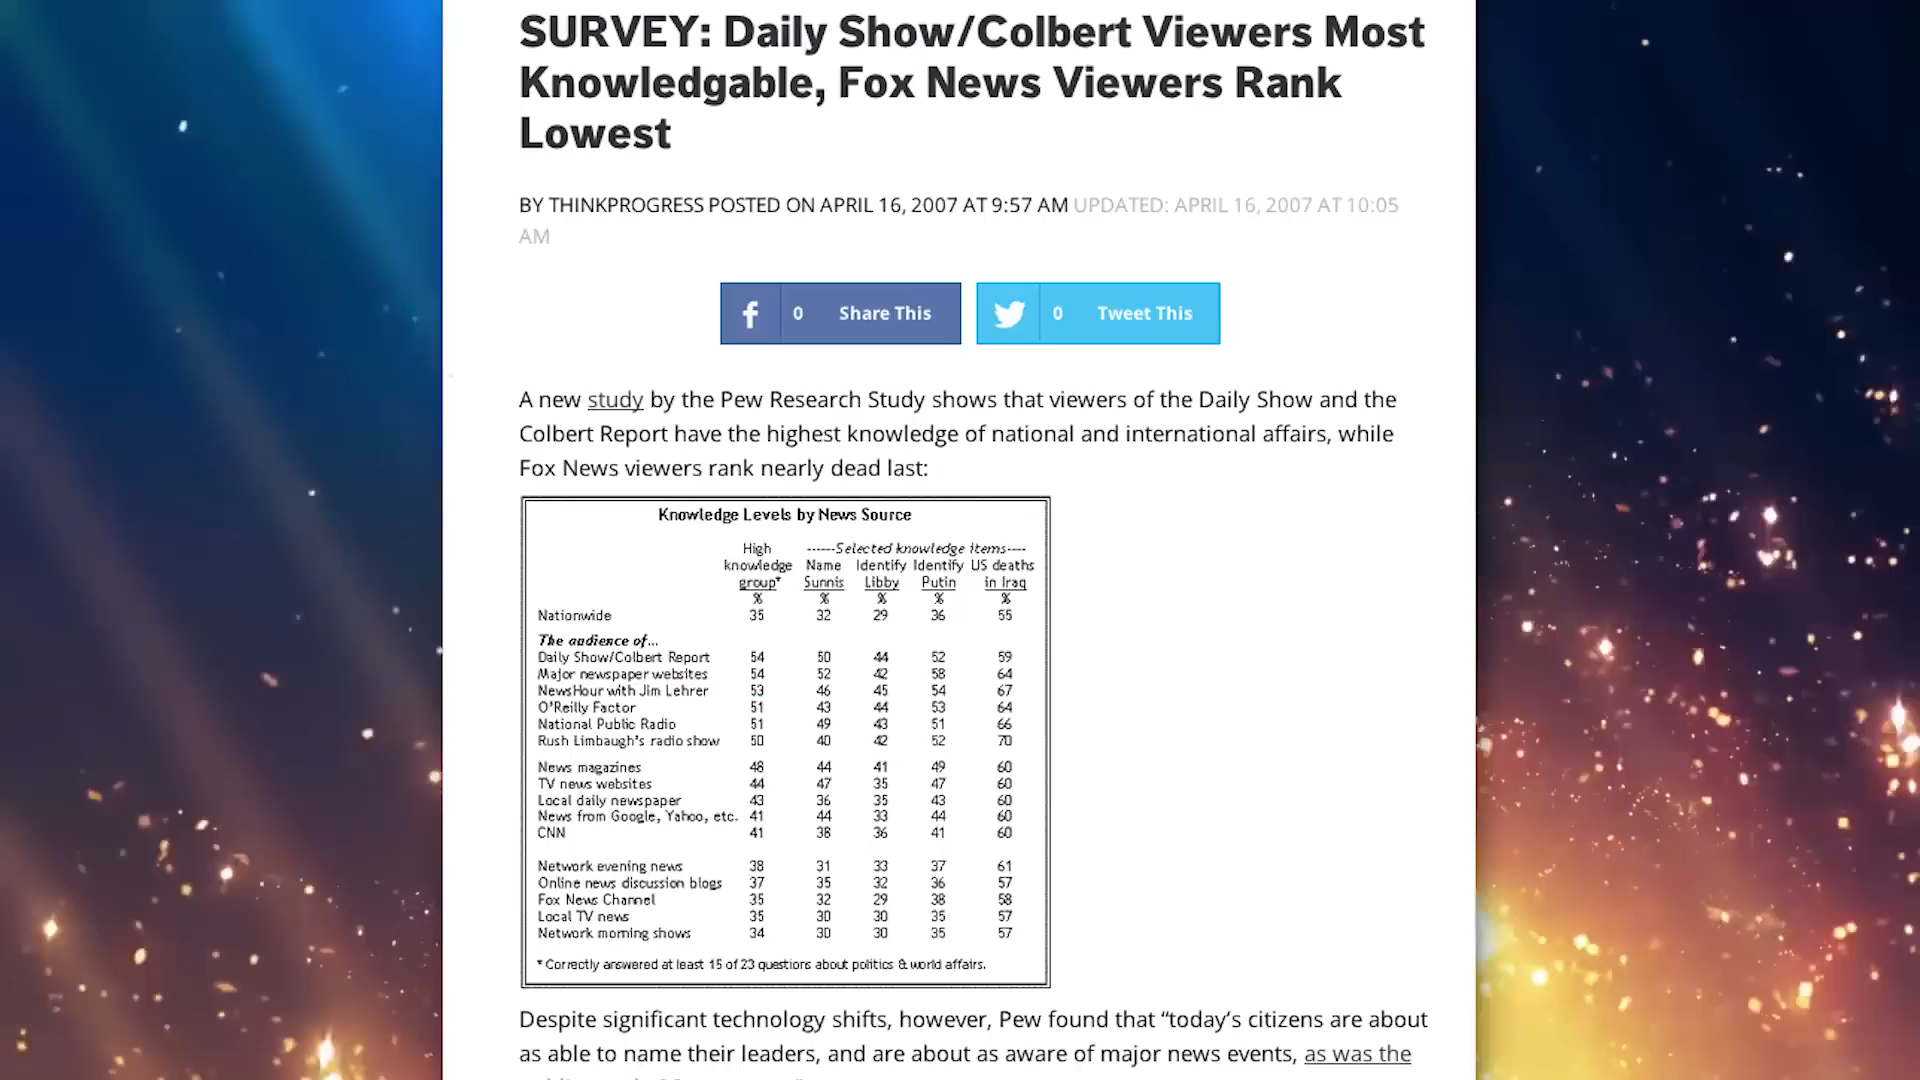 SURVEY: Daily Show/Colbert Viewers Most
Knowledgable, Fox News Viewers Rank
Lowest
BY THINKPROGRESS POSTED ON APRIL 16, 2007 AT 9:57 AM UPDATED: APRIL 16, 2007 AT 10:05
AM
0 Share This 0 Tweet This
A new study by the Pew Research Study shows that viewers of the Daily Show and the
Colbert Report have the highest knowledge of national and international affairs, while
Fox News viewers rank nearly dead last:
Knowledge Levels by News Source
High ------Selected knowledge items----
knowledge Name Identify Identify US deaths
group* Sunnis Libby Putin in Iraq
% % % % %
Nationwide 35 32 29 36 55
The audience of...
Daily Show/Colbert Report 54 50 44 52 59
Major newspaper websites 54 52 42 58 64
NewsHour with Jim Lehrer 53 46 45 54 67
O'Reilly Factor 51 43 44 53 64
National Public Radio 51 49 43 51 66
Rush Limbaugh's radio show 50 40 42 52 70
News magazines 48 44 41 49 60
TV news websites 44 47 35 47 60
Local daily newspaper 43 36 35 43 60
News from Google, Yahoo, etc. 41 44 33 44 60
CNN 41 38 36 41 60
Network evening news 38 31 33 37 61
Online news discussion blogs 37 35 32 36 57
Fox News Channel 35 32 29 38 58
Local TV news 35 30 30 35 57
Network morning shows 34 30 30 35 57
* Correctly answered at least 15 of 23 questions about politics & world affairs.
Despite significant technology shifts, however, Pew found that “today’s citizens are about
as able to name their leaders, and are about as aware of major news events, as was the